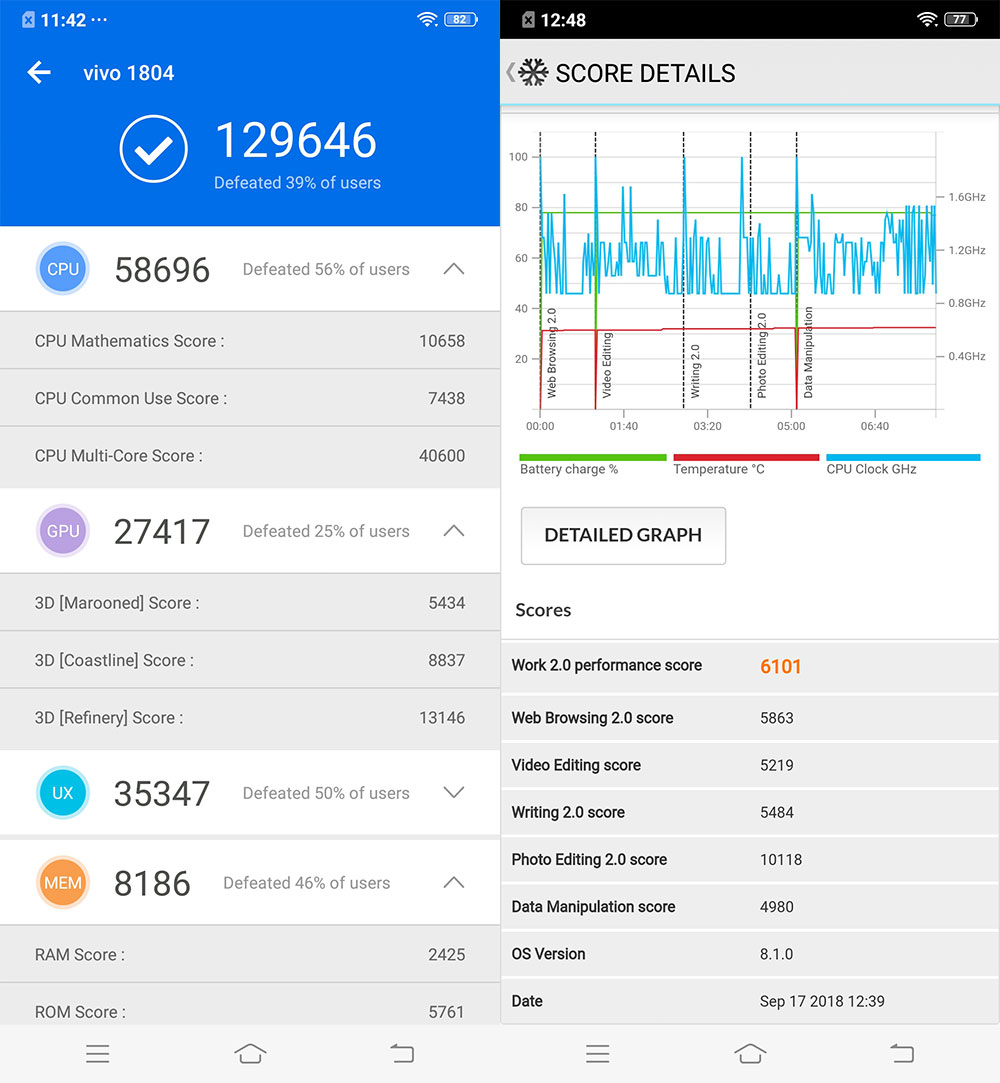 11:42 ···
82
vivo 1804
129646
Defeated 39% of users
CPU 58696 Defeated 56% of users
CPU Mathematics Score : 10658
CPU Common Use Score : 7438
CPU Multi-Core Score : 40600
GPU 27417 Defeated 25% of users
3D [Marooned] Score : 5434
3D [Coastline] Score : 8837
3D [Refinery] Score : 13146
UX 35347 Defeated 50% of users
MEM 8186 Defeated 46% of users
RAM Score : 2425
ROM Score : 5761
12:48
77
SCORE DETAILS
100
80
60
40
20
1.6GHz
1.2GHz
0.8GHz
0.4GHz
Web Browsing 2.0
Video Editing
Writing 2.0
Photo Editing 2.0
Data Manipulation
00:00 01:40 03:20 05:00 06:40
Battery charge % Temperature °C CPU Clock GHz
DETAILED GRAPH
Scores
Work 2.0 performance score 6101
Web Browsing 2.0 score 5863
Video Editing score 5219
Writing 2.0 score 5484
Photo Editing 2.0 score 10118
Data Manipulation score 4980
OS Version 8.1.0
Date Sep 17 2018 12:39